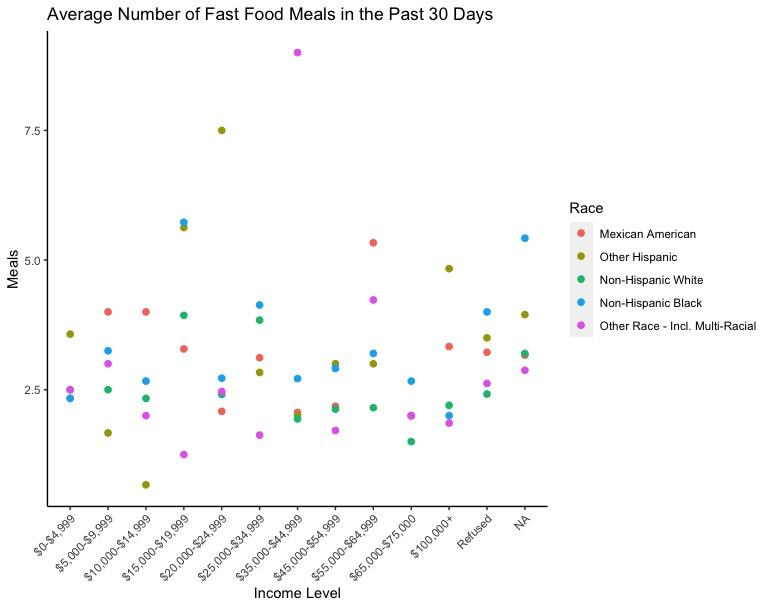 Average Number of Fast Food Meals in the Past 30 Days
Meals
7.5
5.0
2.5
$0-$4,999
$5,000-$9,999
$10,000-$14,999
$15,000-$19,999
$20,000-$24,999
$25,000-$34,999
$35,000-$44,999
$45,000-$54,999
$55,000-$64,999
$65,000-$75,000
$100,000+
Refused
NA
Income Level
Race
Mexican American
Other Hispanic
Non-Hispanic White
Non-Hispanic Black
Other Race - Incl. Multi-Racial